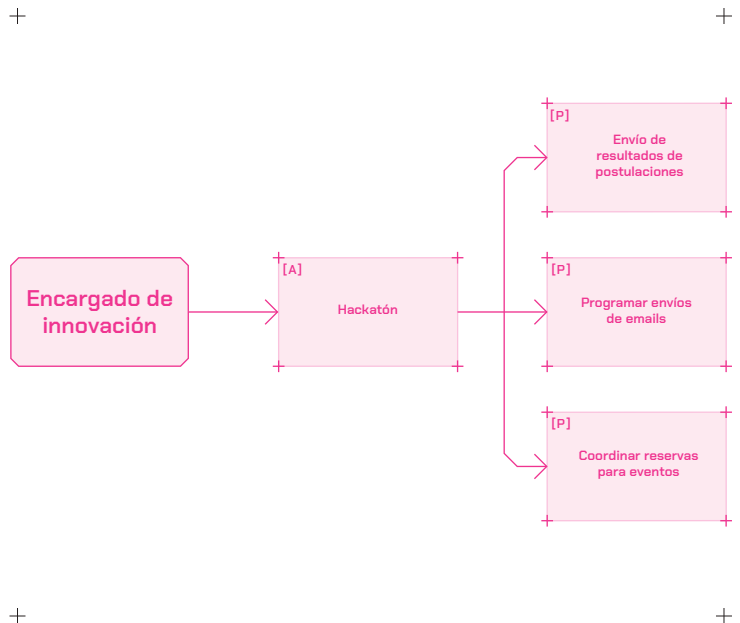 [P]
Envío de
resultados de
postulaciones
Encargado de
innovación
[A]
Hackatón
[P]
Programar envíos
de emails
[P]
Coordinar reservas
para eventos